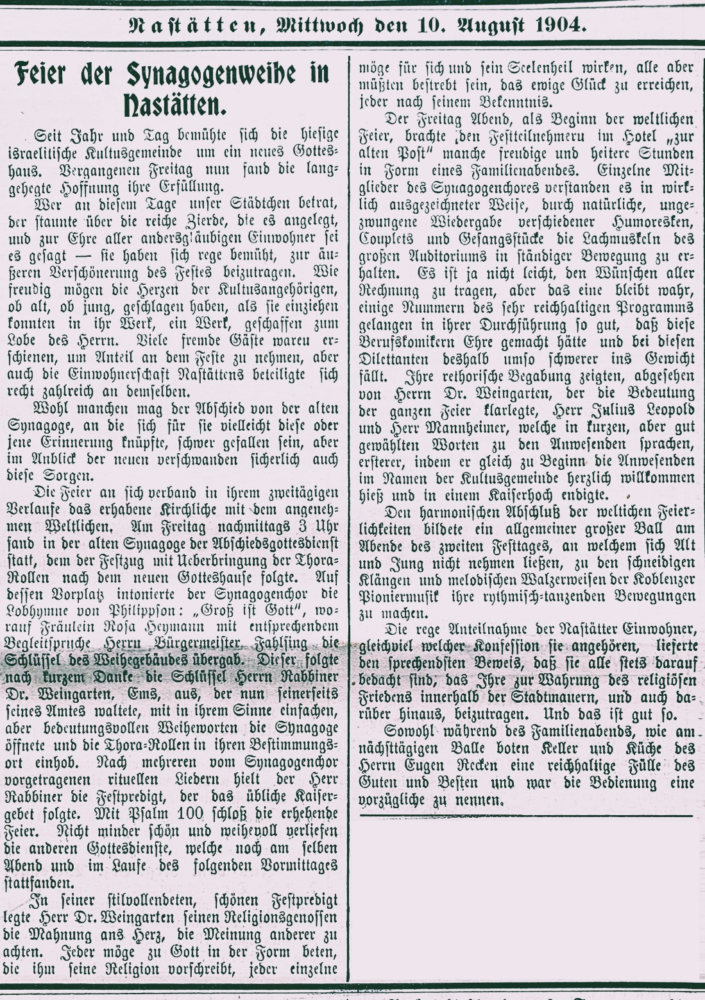 Nastätten, Mittwoch den 10. August 1904.
Feier der Synagogenweihe in
Nastätten.
Seit Jahr und Tag bemühte sich die hiesige
israelitische Kultusgemeinde um ein neues Gottes-
haus. Vergangenen Freitag nun fand die lang-
gehegte Hoffnung ihre Erfüllung.
Wer an diesem Tage unser Städtchen betrat,
der staunte über die reiche Zierde, die es angelegt,
und zur Ehre aller andersgläubigen Einwohner sei
es gesagt — sie haben sich rege bemüht, zur äu-
ßeren Verschönerung des Festes beizutragen. Wie
freudig mögen die Herzen der Kultusangehörigen,
ob alt, ob jung, geschlagen haben, als sie einziehen
konnten in ihr Werk, ein Werk, geschaffen zum
Lobe des Herrn. Viele fremde Gäste wareu er-
schienen, um Anteil an dem Feste zu nehmen, aber
auch die Einwohnerschaft Nastättens beteiligte sich
recht zahlreich an demselben.
Wohl manchen mag der Abschied von der alten
Synagoge, an die sich für sie vielleicht diese oder
jene Erinnerung knüpfte, schwer gefallen sein, aber
im Anblick der neuen verschwanden sicherlich auch
diese Sorgen.
Die Feier an sich verband in ihrem zweitägigen
Verlaufe das erhabene Kirchliche mit dem angeneh-
men Weltlichen. Am Freitag nachmittags 3 Uhr
fand in der alten Synagoge der Abschiedsgottesdienst
statt, dem der Festzug mit Ueberbringung der Thora-
Rollen nach dem neuen Gotteshause folgte. Auf
dessen Vorplatz intonierte der Synagogenchor die
Lobhymne von Philippson: „Groß ist Gott“, wo-
rauf Fräulein Rosa Heymann mit entsprechendem
Begleitspruche Herrn Bürgermeister Fahlsing die
Schlüssel des Weihegebäudes übergab. Dieser folgte
nach kurzem Danke die Schlüssel Herrn Rabbiner
Dr. Weingarten, Ems, aus, der nun seinerseits
seines Amtes waltete, mit in ihrem Sinne einfachen,
aber bedeutungsvollen Weiheworten die Synagoge
öffnete und die Thora-Rollen in ihren Bestimmungs-
ort einhob. Nach mehreren vom Synagogenchor
vorgetragenen rituellen Liedern hielt der Herr
Rabbiner die Festpredigt, der das übliche Kaiser-
gebet folgte. Mit Psalm 100 schloß die erhebende
Feier. Nicht minder schön und weihevoll verliefen
die anderen Gottesdienste, welche noch am selben
Abend und im Laufe des folgenden Vormittages
stattfanden.
In seiner stilvollendeten, schönen Festpredigt
legte Herr Dr. Weingarten seinen Religionsgenossen
die Mahnung ans Herz, die Meinung anderer zu
achten. Jeder möge zu Gott in der Form beten,
die ihm seine Religion vorschreibt, jeder einzelne
möge für sich und sein Seelenheil wirken, alle aber
müßten bestrebt sein, das ewige Glück zu erreichen,
jeder nach seinem Bekenntnis.
Der Freitag Abend, als Beginn der weltlichen
Feier, brachte den Festteilnehmeru im Hotel „zur
alten Post“ manche freudige und heitere Stunden
in Form eines Familienabendes. Einzelne Mit-
glieder des Synagogenchores verstanden es in wirk-
lich ausgezeichneter Weise, durch natürliche, unge-
zwungene Wiedergabe verschiedener Humoresken,
Couplets und Gesangsstücke die Lachmuskeln des
großen Auditoriums in ständiger Bewegung zu er-
halten. Es ist ja nicht leicht, den Wünschen aller
Rechnung zu tragen, aber das eine bleibt wahr,
einige Nummern des sehr reichhaltigen Programms
gelangen in ihrer Durchführung so gut, daß diese
Berufskomikern Ehre gemacht hätte und bei diesen
Dilettanten deshalb umso schwerer ins Gewicht
fällt. Ihre rethorische Begabung zeigten, abgesehen
von Herrn Dr. Weingarten, der die Bedeutung
der ganzen Feier klarlegte, Herr Julius Leopold
und Herr Mannheimer, welche in kurzen, aber gut
gewählten Worten zu den Anwesenden sprachen,
ersterer, indem er gleich zu Beginn die Anwesenden
im Namen der Kultusgemeinde herzlich willkommen
hieß und in einem Kaiserhoch endigte.
Den harmonischen Abschluß der weltichen Feier-
lichkeiten bildete ein allgemeiner großer Ball am
Abende des zweiten Festtages, an welchem sich Alt
und Jung nicht nehmen ließen, zu den schneidigen
Klängen und melodischen Walzerweisen der Koblenzer
Pioniermusik ihre rythmisch-tanzenden Bewegungen
zu machen.
Die rege Anteilnahme der Nastätter Einwohner,
gleichviel welcher Konfession sie angehören, lieferte
den sprechendsten Beweis, daß sie alle stets darauf
bedacht sind, das Ihre zur Wahrung des religiösen
Friedens innerhalb der Stadtmauern, und auch da-
rüber hinaus, beizutragen. Und das ist gut so.
Sowohl während des Familienabends, wie am
nächsttägigen Balle boten Keller und Küche des
Herrn Eugen Recken eine reichhaltige Fülle des
Guten und Besten und war die Bedienung eine
vorzügliche zu nennen.